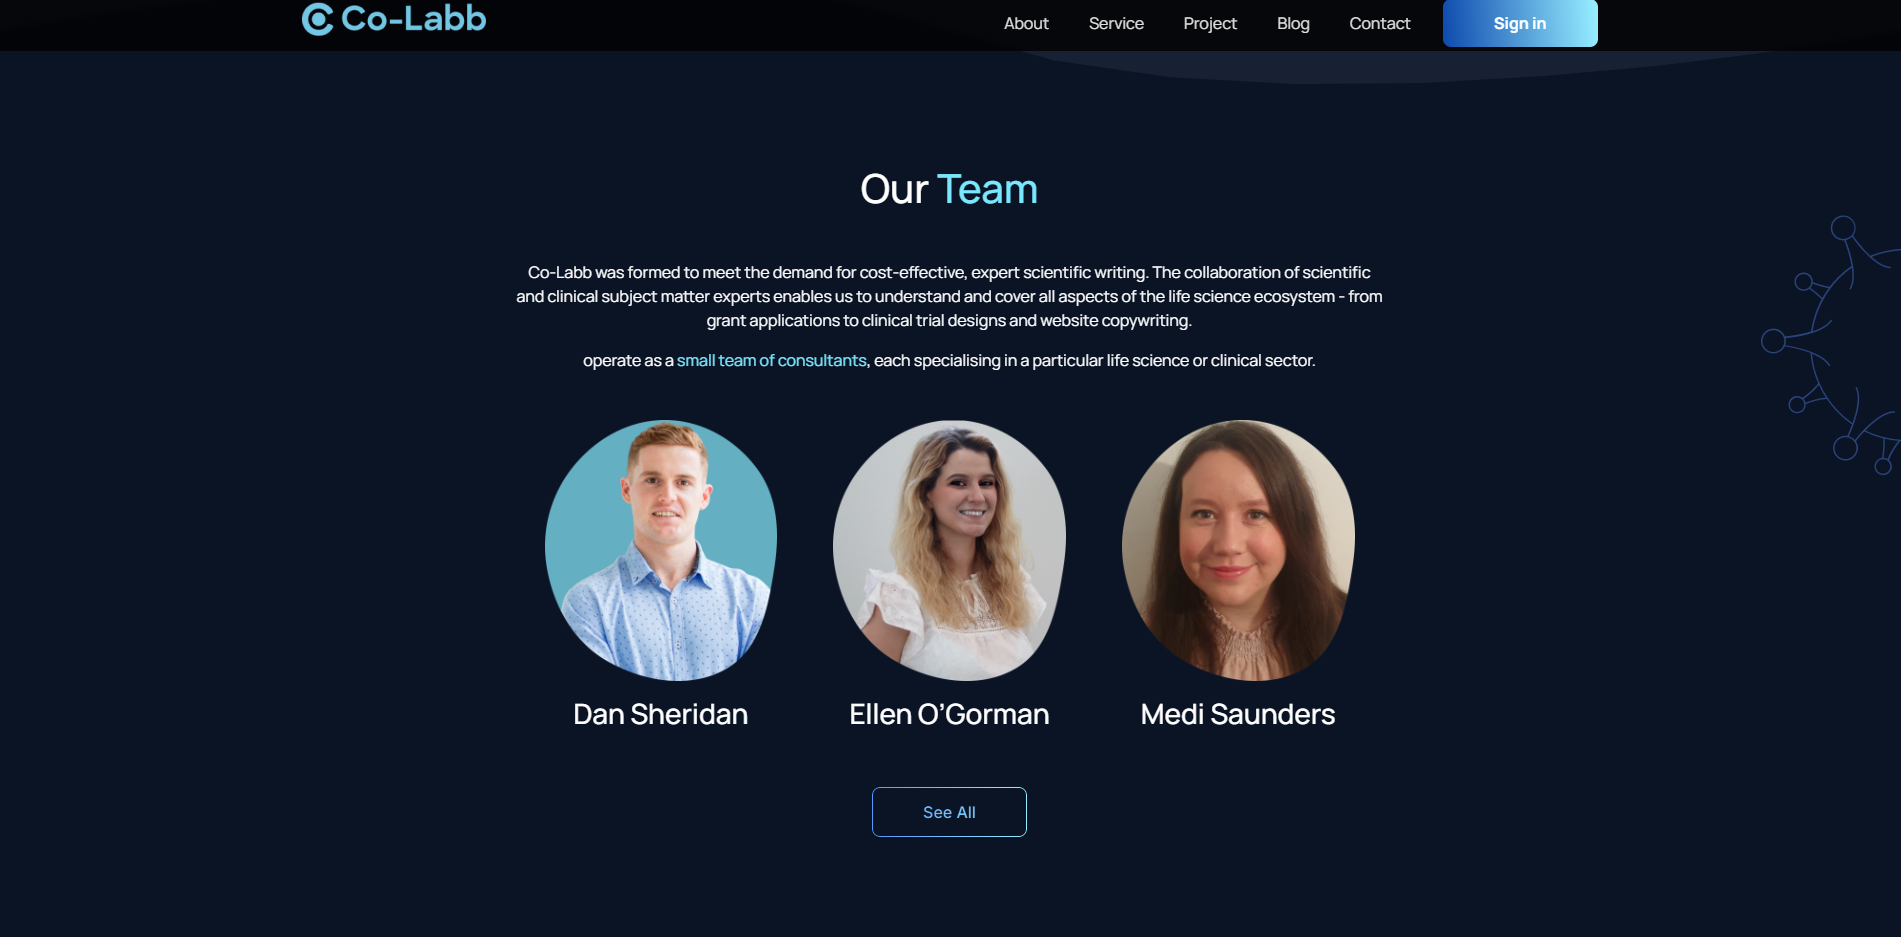 Co-Labb
About
Service
Project
Blog
Contact
Sign in
Our Team
Co-Labb was formed to meet the demand for cost-effective, expert scientific writing. The collaboration of scientific
and clinical subject matter experts enables us to understand and cover all aspects of the life science ecosystem - from
grant applications to clinical trial designs and website copywriting.
operate as a small team of consultants, each specialising in a particular life science or clinical sector.
Dan Sheridan
Ellen O’Gorman
Medi Saunders
See All